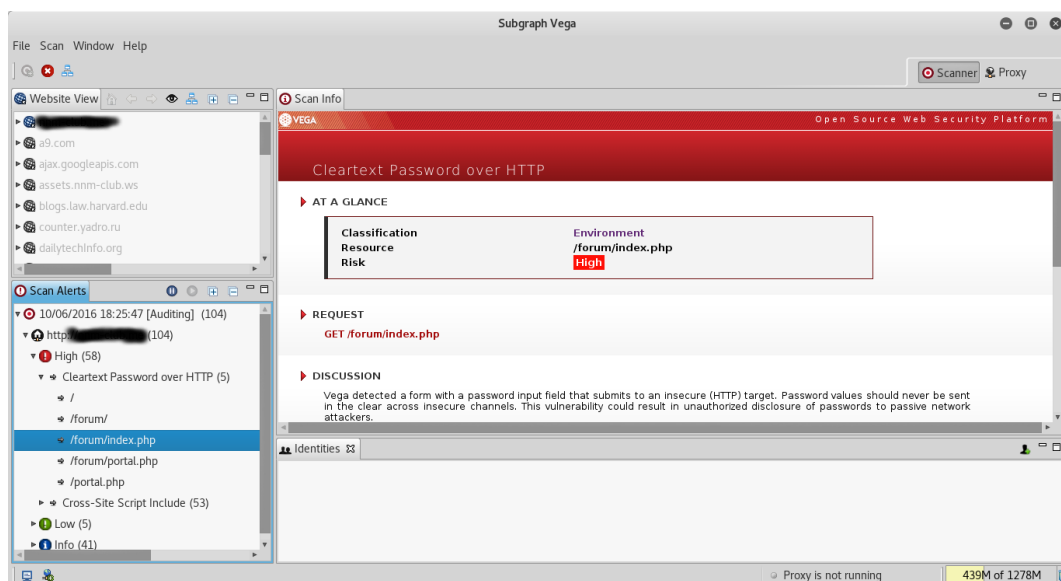 Subgraph Vega
File Scan Window Help
Scanner Proxy
Website View
a9.com
ajax.googleapis.com
assets.nnm-club.ws
blogs.law.harvard.edu
counter.yadro.ru
dailytechinfo.org
Scan Alerts
10/06/2016 18:25:47 [Auditing] (104)
http (104)
High (58)
Cleartext Password over HTTP (5)
/
/forum/
/forum/index.php
/forum/portal.php
/portal.php
Cross-Site Script Include (53)
Low (5)
Info (41)
Scan Info
VEGA Open Source Web Security Platform
Cleartext Password over HTTP
AT A GLANCE
Classification Environment
Resource /forum/index.php
Risk High
REQUEST
GET /forum/index.php
DISCUSSION
Vega detected a form with a password input field that submits to an insecure (HTTP) target. Password values should never be sent
in the clear across insecure channels. This vulnerability could result in unauthorized disclosure of passwords to passive network
attackers.
Identities
Proxy is not running 439M of 1278M